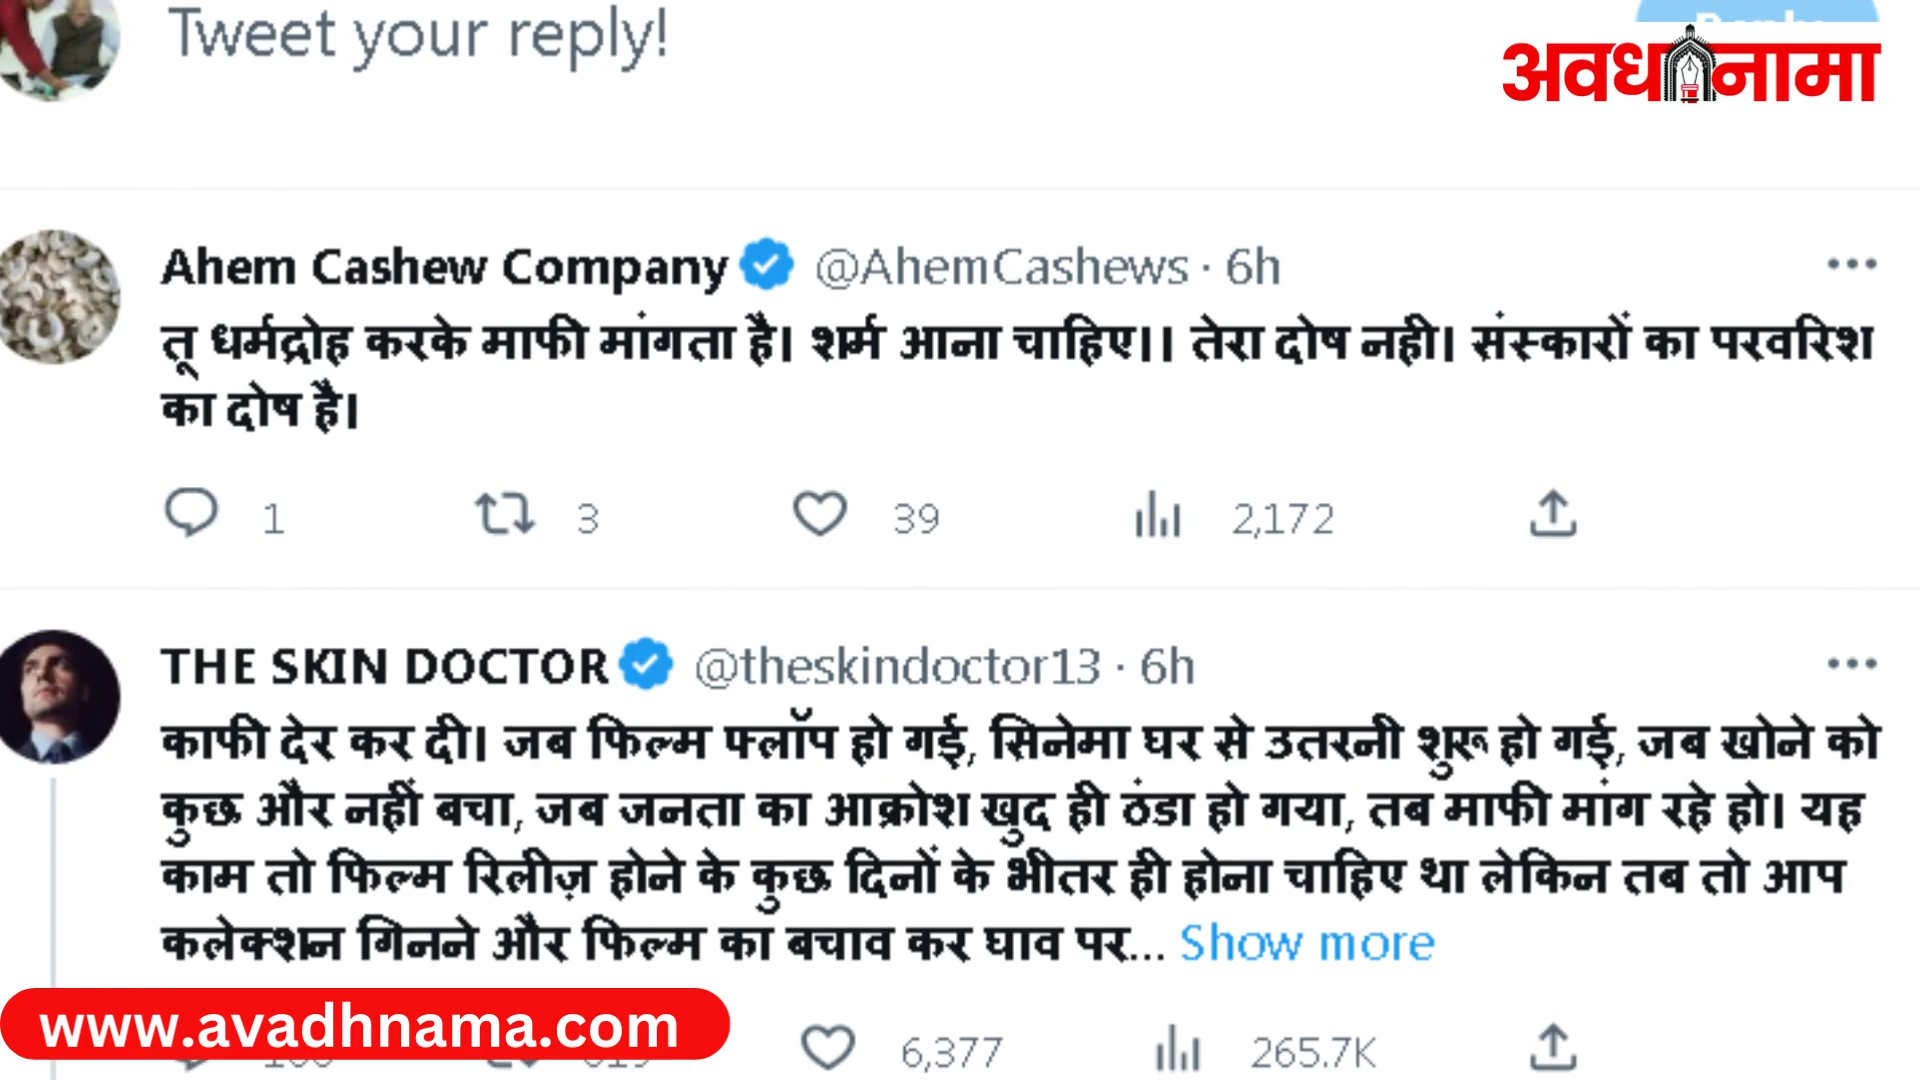 Tweet your reply!
अवधनामा
Ahem Cashew Company @AhemCashews · 6h
तू धर्मद्रोह करके माफी मांगता है। शर्म आना चाहिए।। तेरा दोष नही। संस्कारों का परवरिश
का दोष है।
1 3 39 2,172
THE SKIN DOCTOR @theskindoctor13 · 6h
काफी देर कर दी। जब फिल्म फ्लॉप हो गई, सिनेमा घर से उतरनी शुरू हो गई, जब खोने को
कुछ और नहीं बचा, जब जनता का आक्रोश खुद ही ठंडा हो गया, तब माफी मांग रहे हो। यह
काम तो फिल्म रिलीज़ होने के कुछ दिनों के भीतर ही होना चाहिए था लेकिन तब तो आप
कलेक्शन गिनने और फिल्म का बचाव कर घाव पर... Show more
www.avadhnama.com
6,377 265.7K